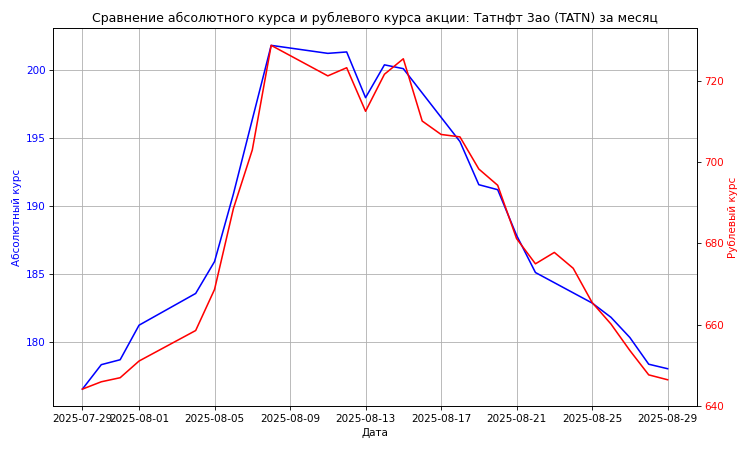 Сравнение абсолютного курса и рублевого курса акции: Татнфт 3ао (TATN) за месяц
200
195
190
185
180
Абсолютный курс
720
700
680
660
640
Рублевый курс
2025-07-29 2025-08-01 2025-08-05 2025-08-09 2025-08-13 2025-08-17 2025-08-21 2025-08-25 2025-08-29
Дата